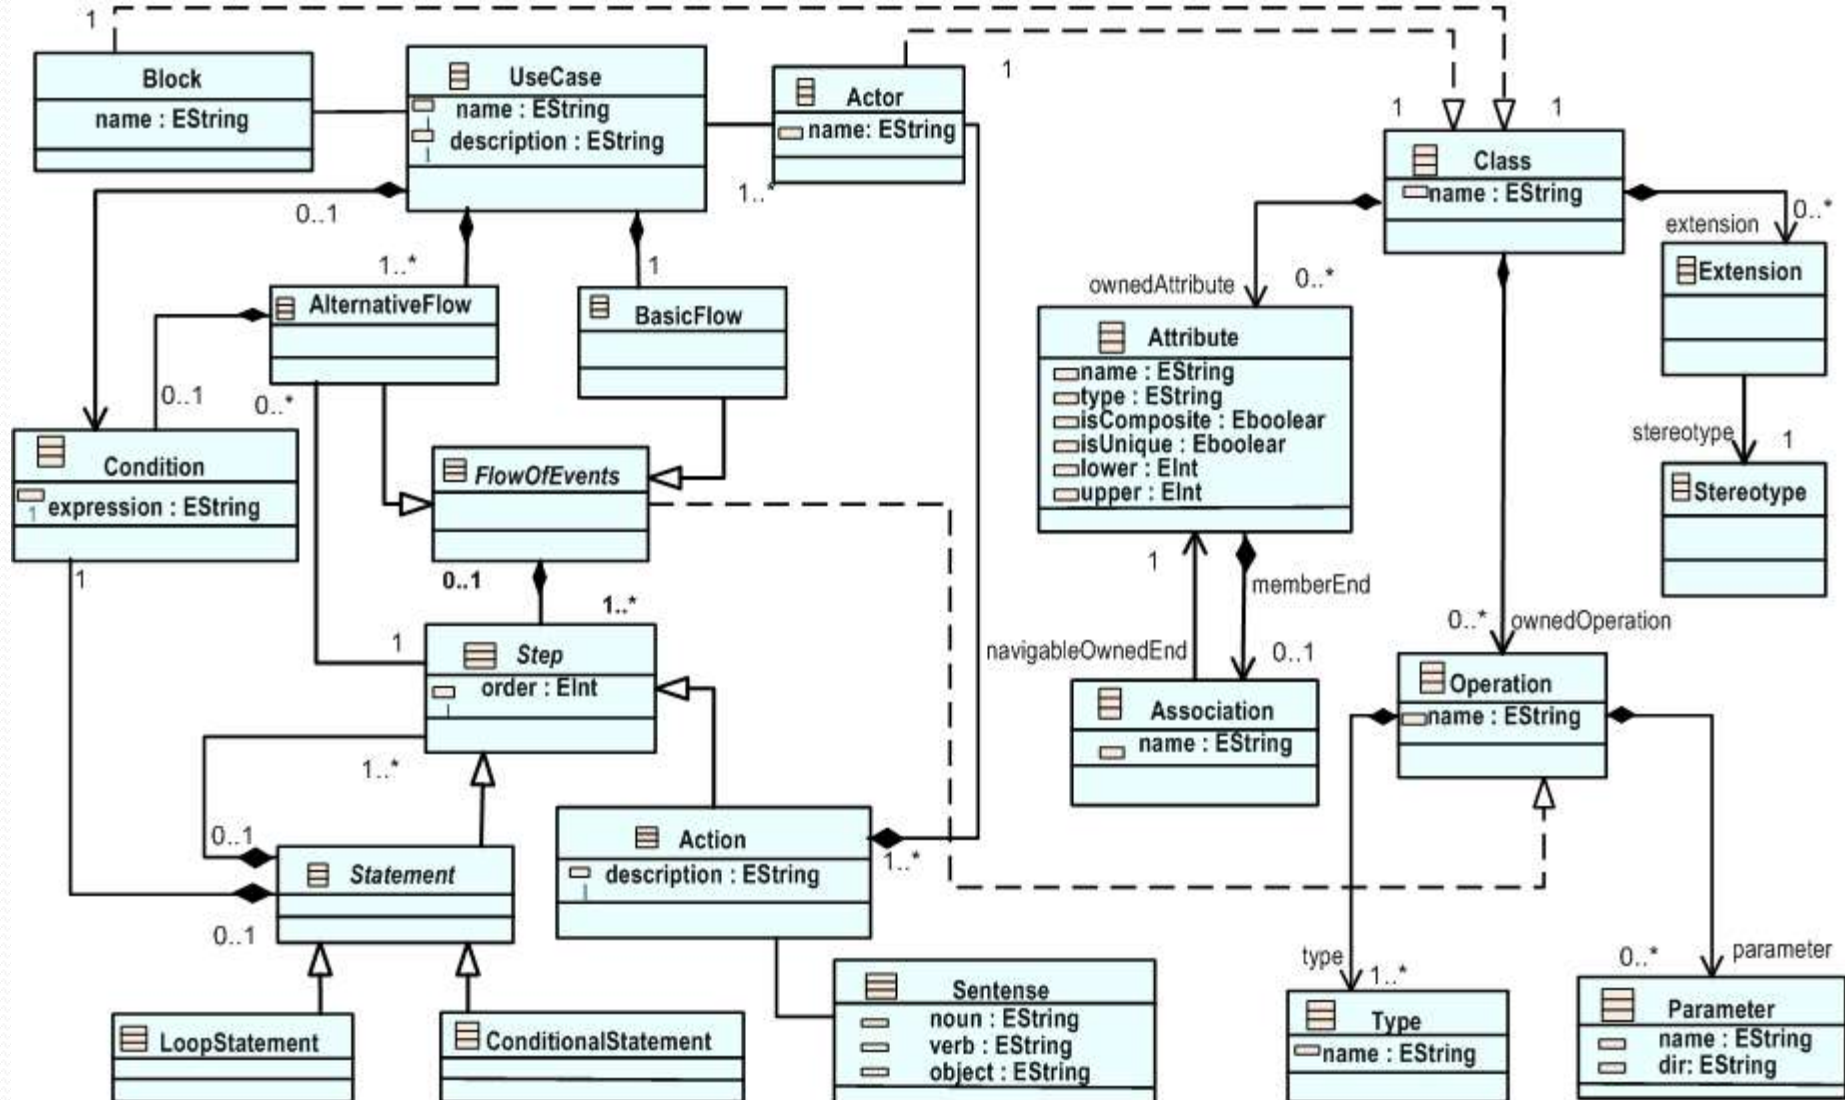 1
Block
name : EString
UseCase
name : EString
description : EString
Actor
name: EString
1
1..*
1
1
Class
name : EString
0..1
1..*
1
AlternativeFlow
BasicFlow
0..1
0..*
Condition
expression : EString
1
FlowOfEvents
0..1
1..*
1
Step
order : EInt
1..*
0..1
Statement
0..1
Action
description : EString
1..*
LoopStatement
ConditionalStatement
Sentense
noun : EString
verb : EString
object : EString
ownedAttribute
0..*
Attribute
name : EString
type : EString
isComposite : Eboolear
isUnique : Eboolear
lower : EInt
upper : EInt
1
memberEnd
navigableOwnedEnd
0..1
Association
name : EString
extension
0..*
Extension
stereotype
1
Stereotype
0..*
ownedOperation
Operation
name : EString
type
1..*
Type
name : EString
0..*
parameter
Parameter
name : EString
dir: EString